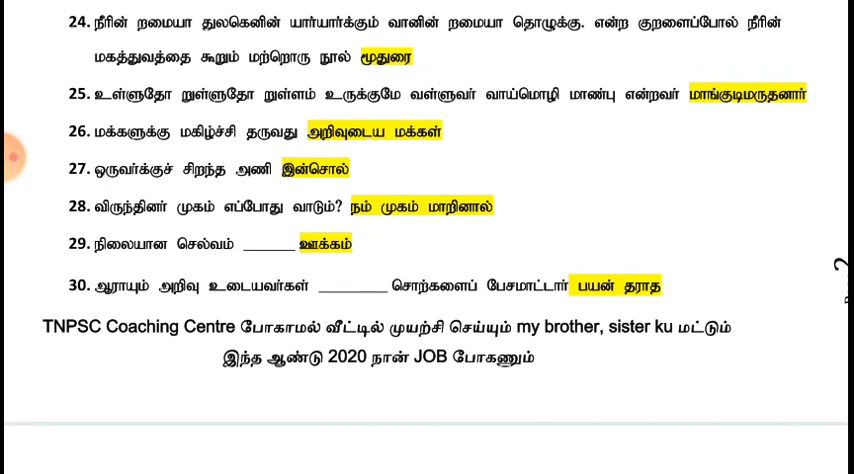 24. நீரின் றமையா துலகெனின் யார்யார்க்கும் வானின் றமையா தொழுக்கு. என்ற குறளைப்போல் நீரின்
மகத்துவத்தை கூறும் மற்றொரு நூல் மூதுரை
25. உள்ளுதோ றுள்ளுதோ றுள்ளம் உருக்குமே வள்ளுவர் வாய்மொழி மாண்பு என்றவர் மாங்குடிமருதனார்
26. மக்களுக்கு மகிழ்ச்சி தருவது அறிவுடைய மக்கள்
27. ஒருவர்க்குச் சிறந்த அணி இன்சொல்
28. விருந்தினர் முகம் எப்போது வாடும்? நம் முகம் மாறினால்
29. நிலையான செல்வம் ______ ஊக்கம்
30. ஆராயும் அறிவு உடையவர்கள் ________ சொற்களைப் பேசமாட்டார் பயன் தராத
TNPSC Coaching Centre போகாமல் வீட்டில் முயற்சி செய்யும் my brother, sister ku மட்டும்
இந்த ஆண்டு 2020 நான் JOB போகணும்